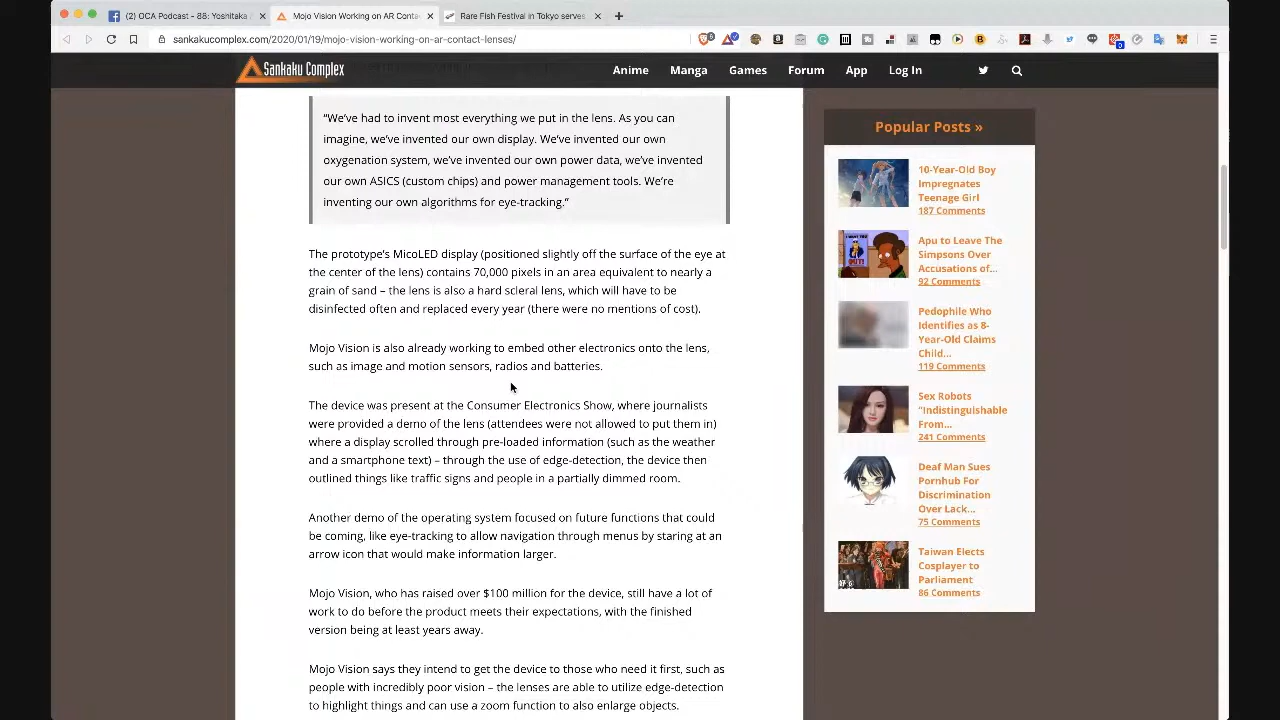 (2) OCA Podcast - 88: Yoshitaka
Mojo Vision Working on AR Conta
Rare Fish Festival in Tokyo serves
sankakucomplex.com/2020/01/19/mojo-vision-working-on-ar-contact-lenses/
Sankaku Complex
Anime
Manga
Games
Forum
App
Log In
“We’ve had to invent most everything we put in the lens. As you can
imagine, we’ve invented our own display. We’ve invented our own
oxygenation system, we’ve invented our own power data, we’ve invented
our own ASICS (custom chips) and power management tools. We’re
inventing our own algorithms for eye-tracking.”
The prototype’s MicoLED display (positioned slightly off the surface of the eye at
the center of the lens) contains 70,000 pixels in an area equivalent to nearly a
grain of sand – the lens is also a hard scleral lens, which will have to be
disinfected often and replaced every year (there were no mentions of cost).
Mojo Vision is also already working to embed other electronics onto the lens,
such as image and motion sensors, radios and batteries.
The device was present at the Consumer Electronics Show, where journalists
were provided a demo of the lens (attendees were not allowed to put them in)
where a display scrolled through pre-loaded information (such as the weather
and a smartphone text) – through the use of edge-detection, the device then
outlined things like traffic signs and people in a partially dimmed room.
Another demo of the operating system focused on future functions that could
be coming, like eye-tracking to allow navigation through menus by staring at an
arrow icon that would make information larger.
Mojo Vision, who has raised over $100 million for the device, still have a lot of
work to do before the product meets their expectations, with the finished
version being at least years away.
Mojo Vision says they intend to get the device to those who need it first, such as
people with incredibly poor vision – the lenses are able to utilize edge-detection
to highlight things and can use a zoom function to also enlarge objects.
Popular Posts »
10-Year-Old Boy
Impregnates
Teenage Girl
187 Comments
Apu to Leave The
Simpsons Over
Accusations of...
92 Comments
Pedophile Who
Identifies as 8-
Year-Old Claims
Child...
119 Comments
Sex Robots
“Indistinguishable
From...
241 Comments
Deaf Man Sues
Pornhub For
Discrimination
Over Lack...
75 Comments
Taiwan Elects
Cosplayer to
Parliament
86 Comments